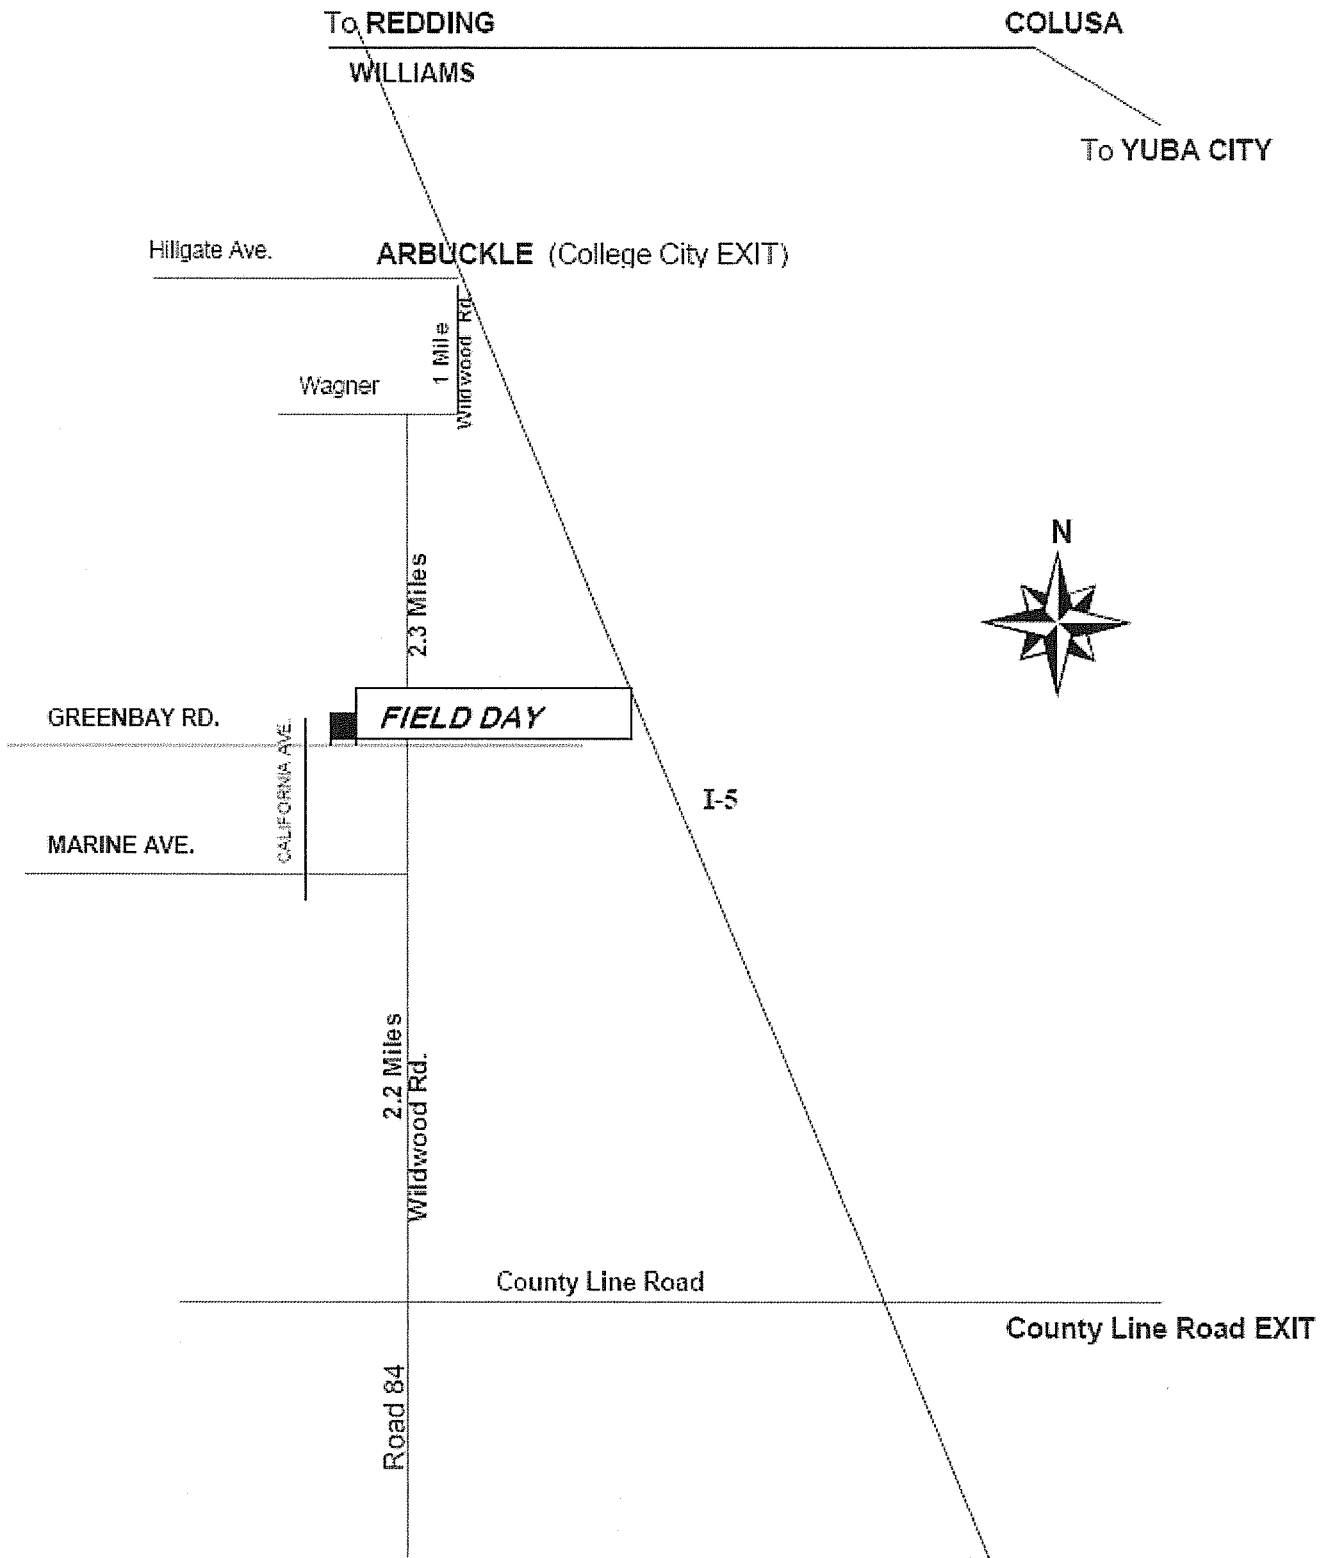 To REDDING
COLUSA
WILLIAMS
To YUBA CITY
Hillgate Ave.
ARBUCKLE (College City EXIT)
1 Mile
Wildwood Rd.
Wagner
N
2.3 Miles
GREENBAY RD.
FIELD DAY
CALIFORNIA AVE.
I-5
MARINE AVE.
2.2 Miles
Wildwood Rd.
County Line Road
County Line Road EXIT
Road 84